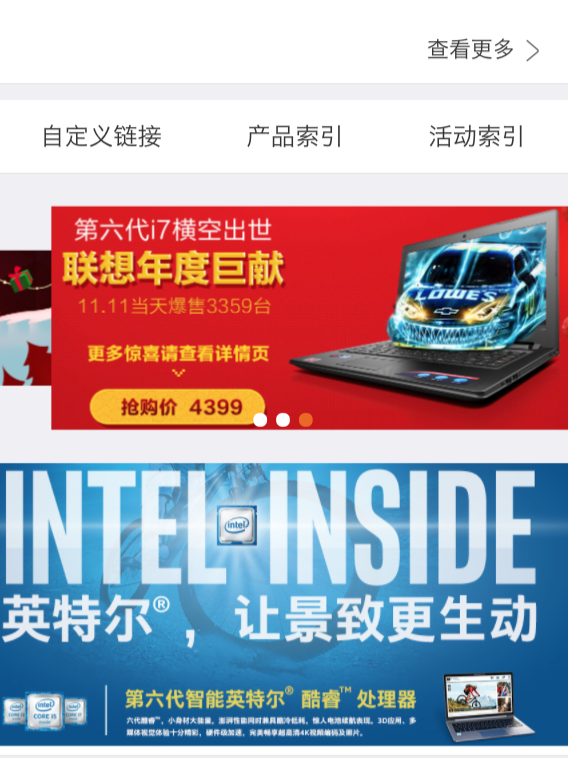 查看更多
自定义链接 产品索引 活动索引
第六代i7横空出世
联想年度巨献
11.11当天爆售3359台
更多惊喜请查看详情页
抢购价 4399
LOWE'S
INTEL INSIDE
intel
英特尔®，让景致更生动
第六代智能英特尔® 酷睿™ 处理器
六代酷睿™，小身材大能量。澎湃性能同时兼具酷冷低耗，惊人电池续航表现。3D应用、多
媒体视觉体验十分精彩，硬件级加速，完美畅享超高清4K视频编码及图片。
intel
CORE i5